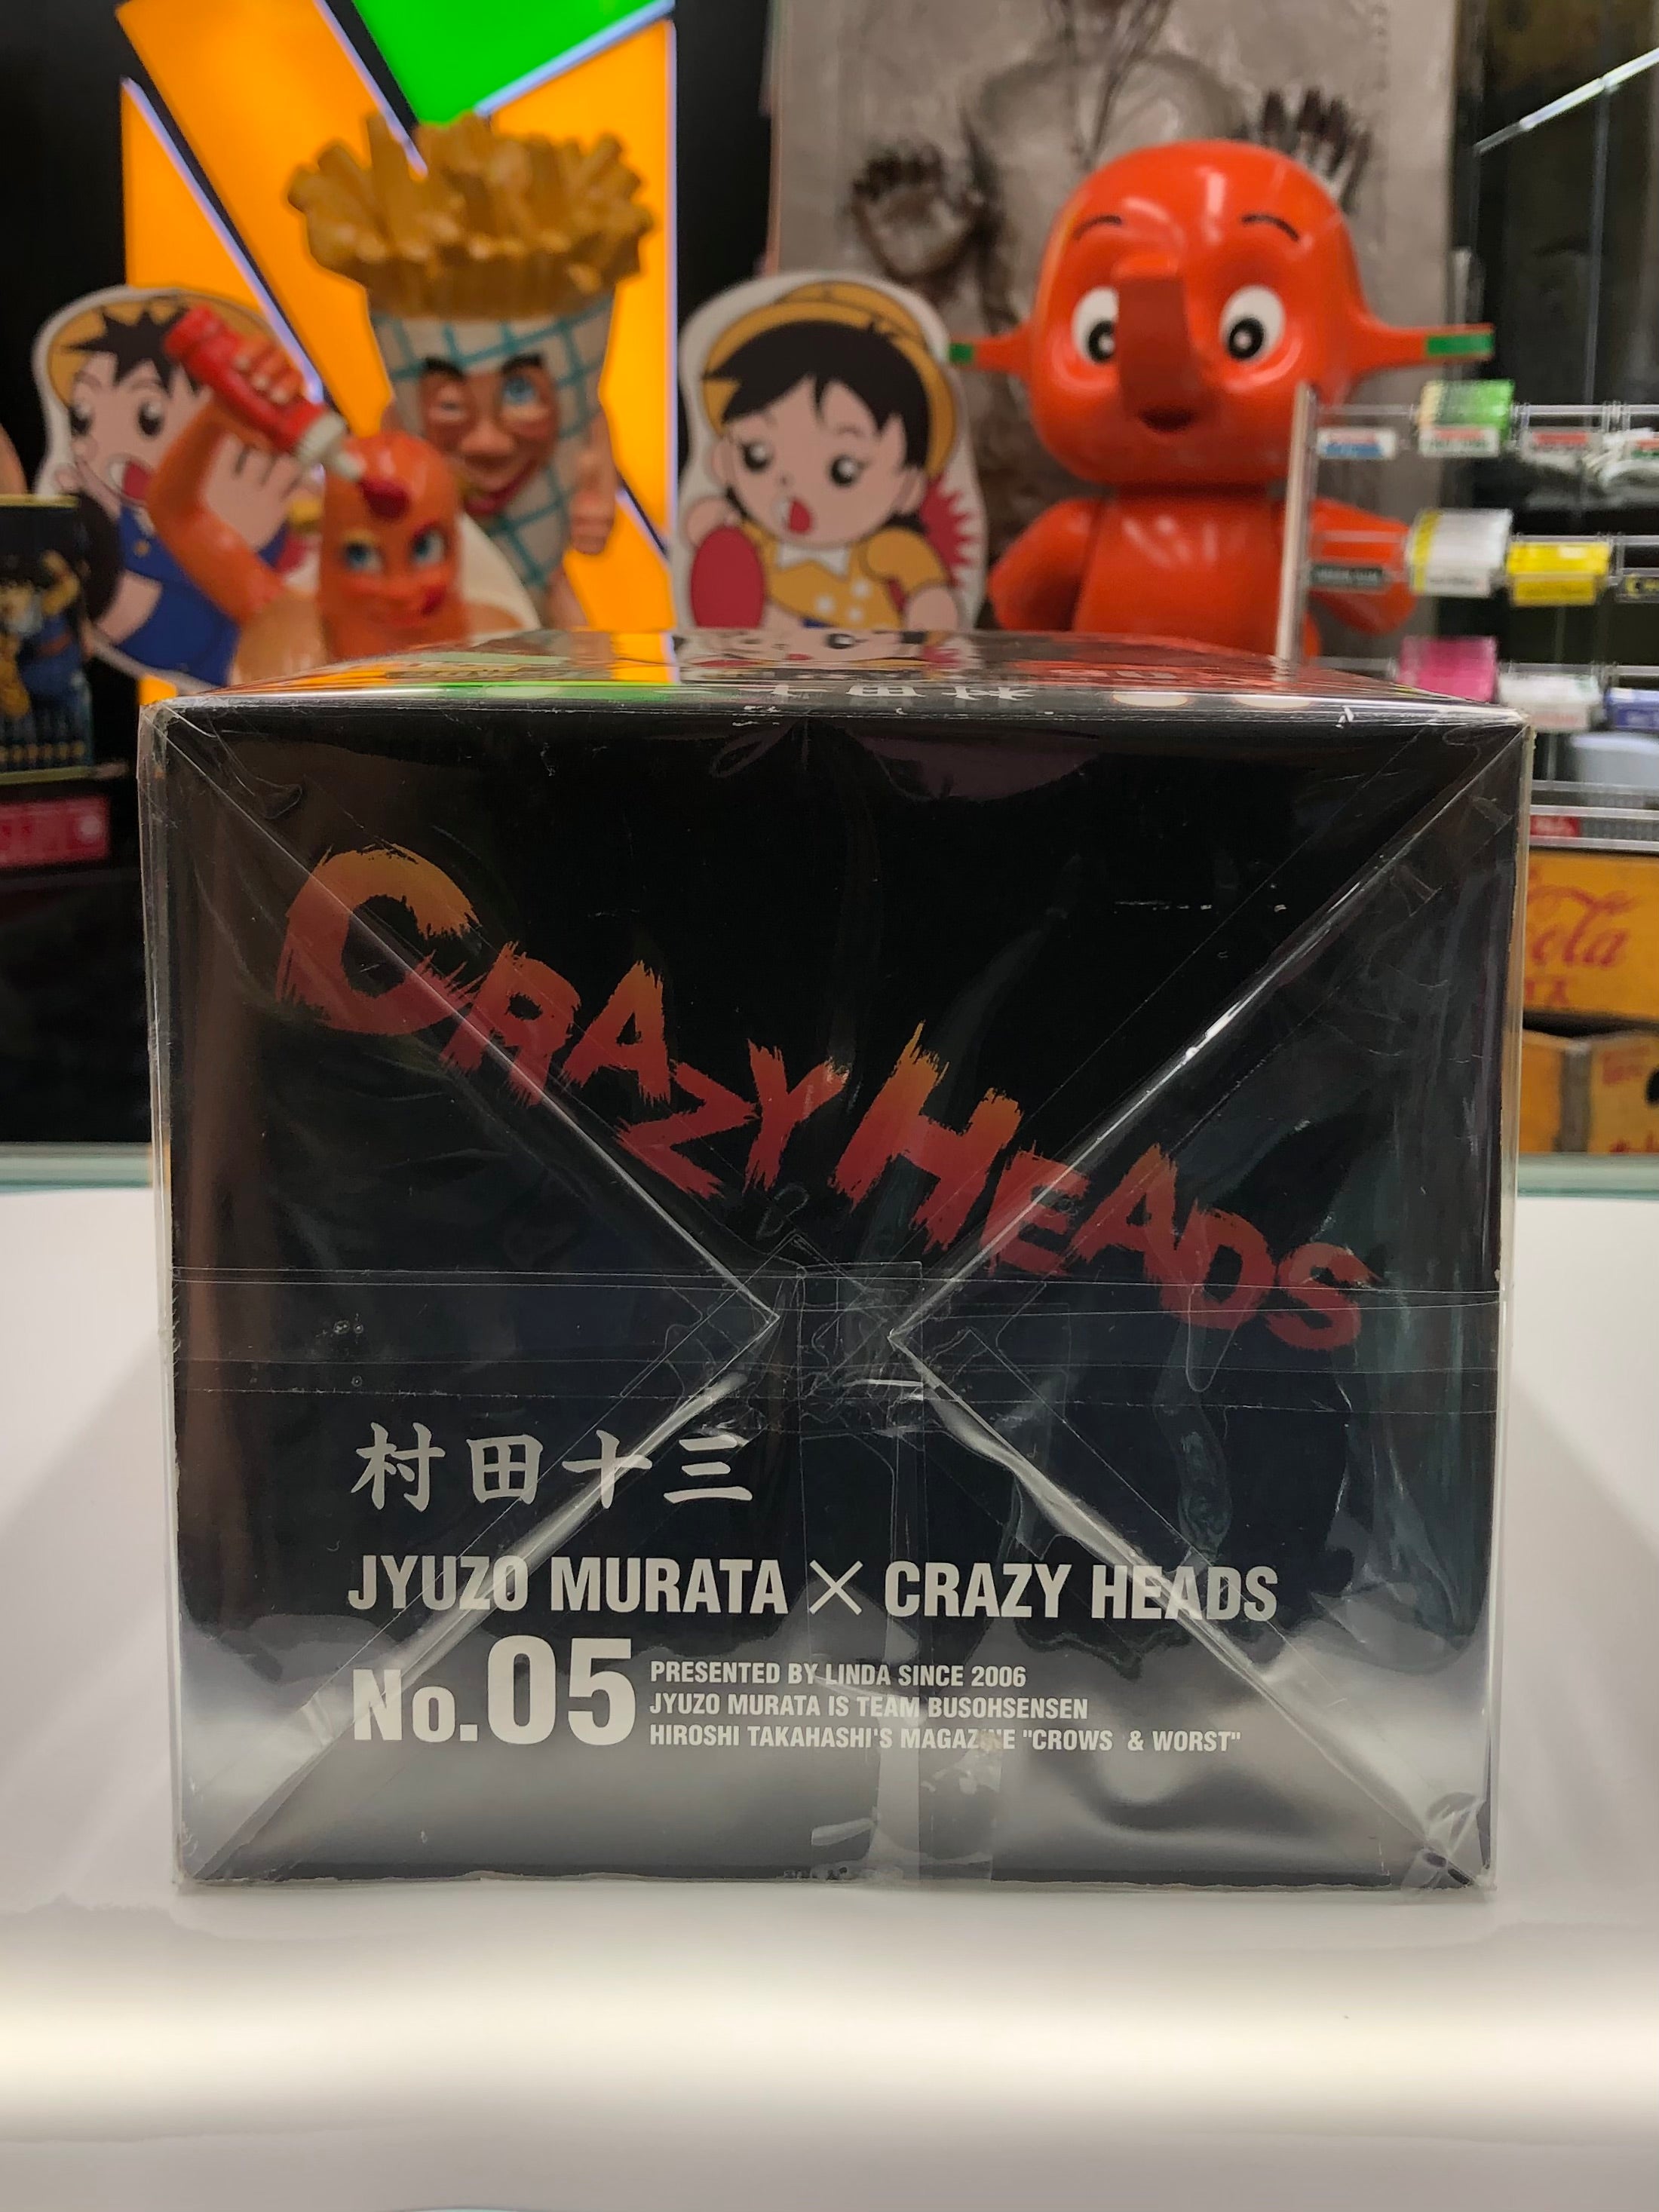 CRAZY HEADS
村田十三
JYUZO MURATA × CRAZY HEADS
No.05
PRESENTED BY LINDA SINCE 2006
JYUZO MURATA IS TEAM BUSOHSENSEN
HIROSHI TAKAHASHI'S MAGAZINE "CROWS & WORST"